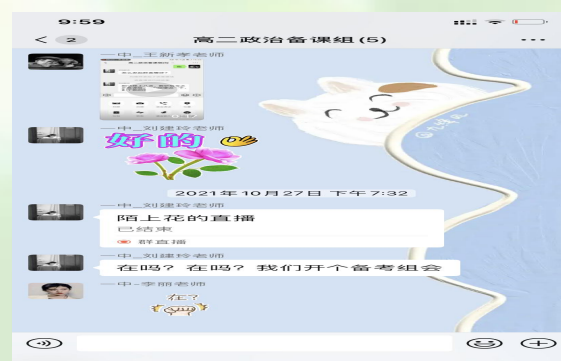 9:59
< 2
高二政治备课组(5)
一中_王新孝老师
一中_刘建玲老师
好的
2021年10月27日 下午7:32
一中_刘建玲老师
陌上花的直播
已结束
群直播
一中_刘建玲老师
在吗？在吗？我们开个备考组会
一中-李丽老师
在?